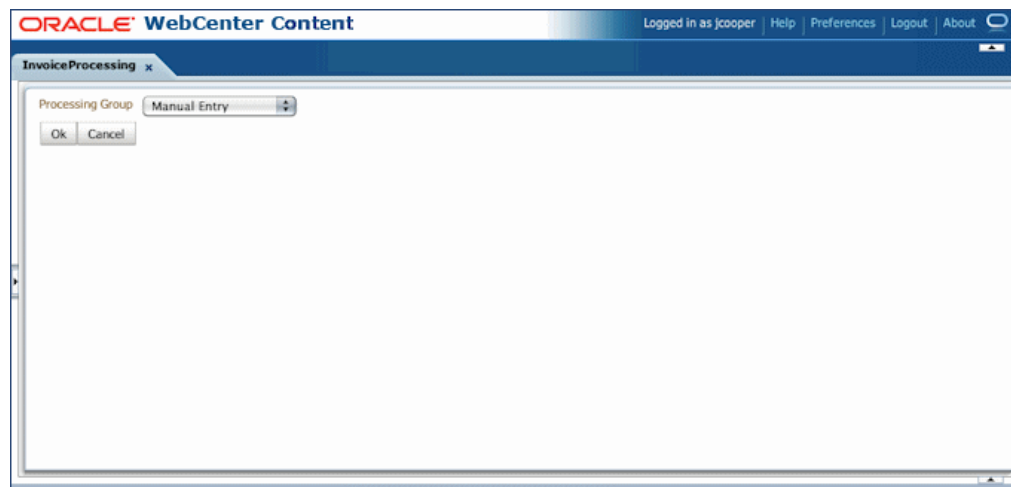 ORACLE WebCenter Content
Logged in as jcooper | Help | Preferences | Logout | About
InvoiceProcessing x
Processing Group Manual Entry
Ok Cancel